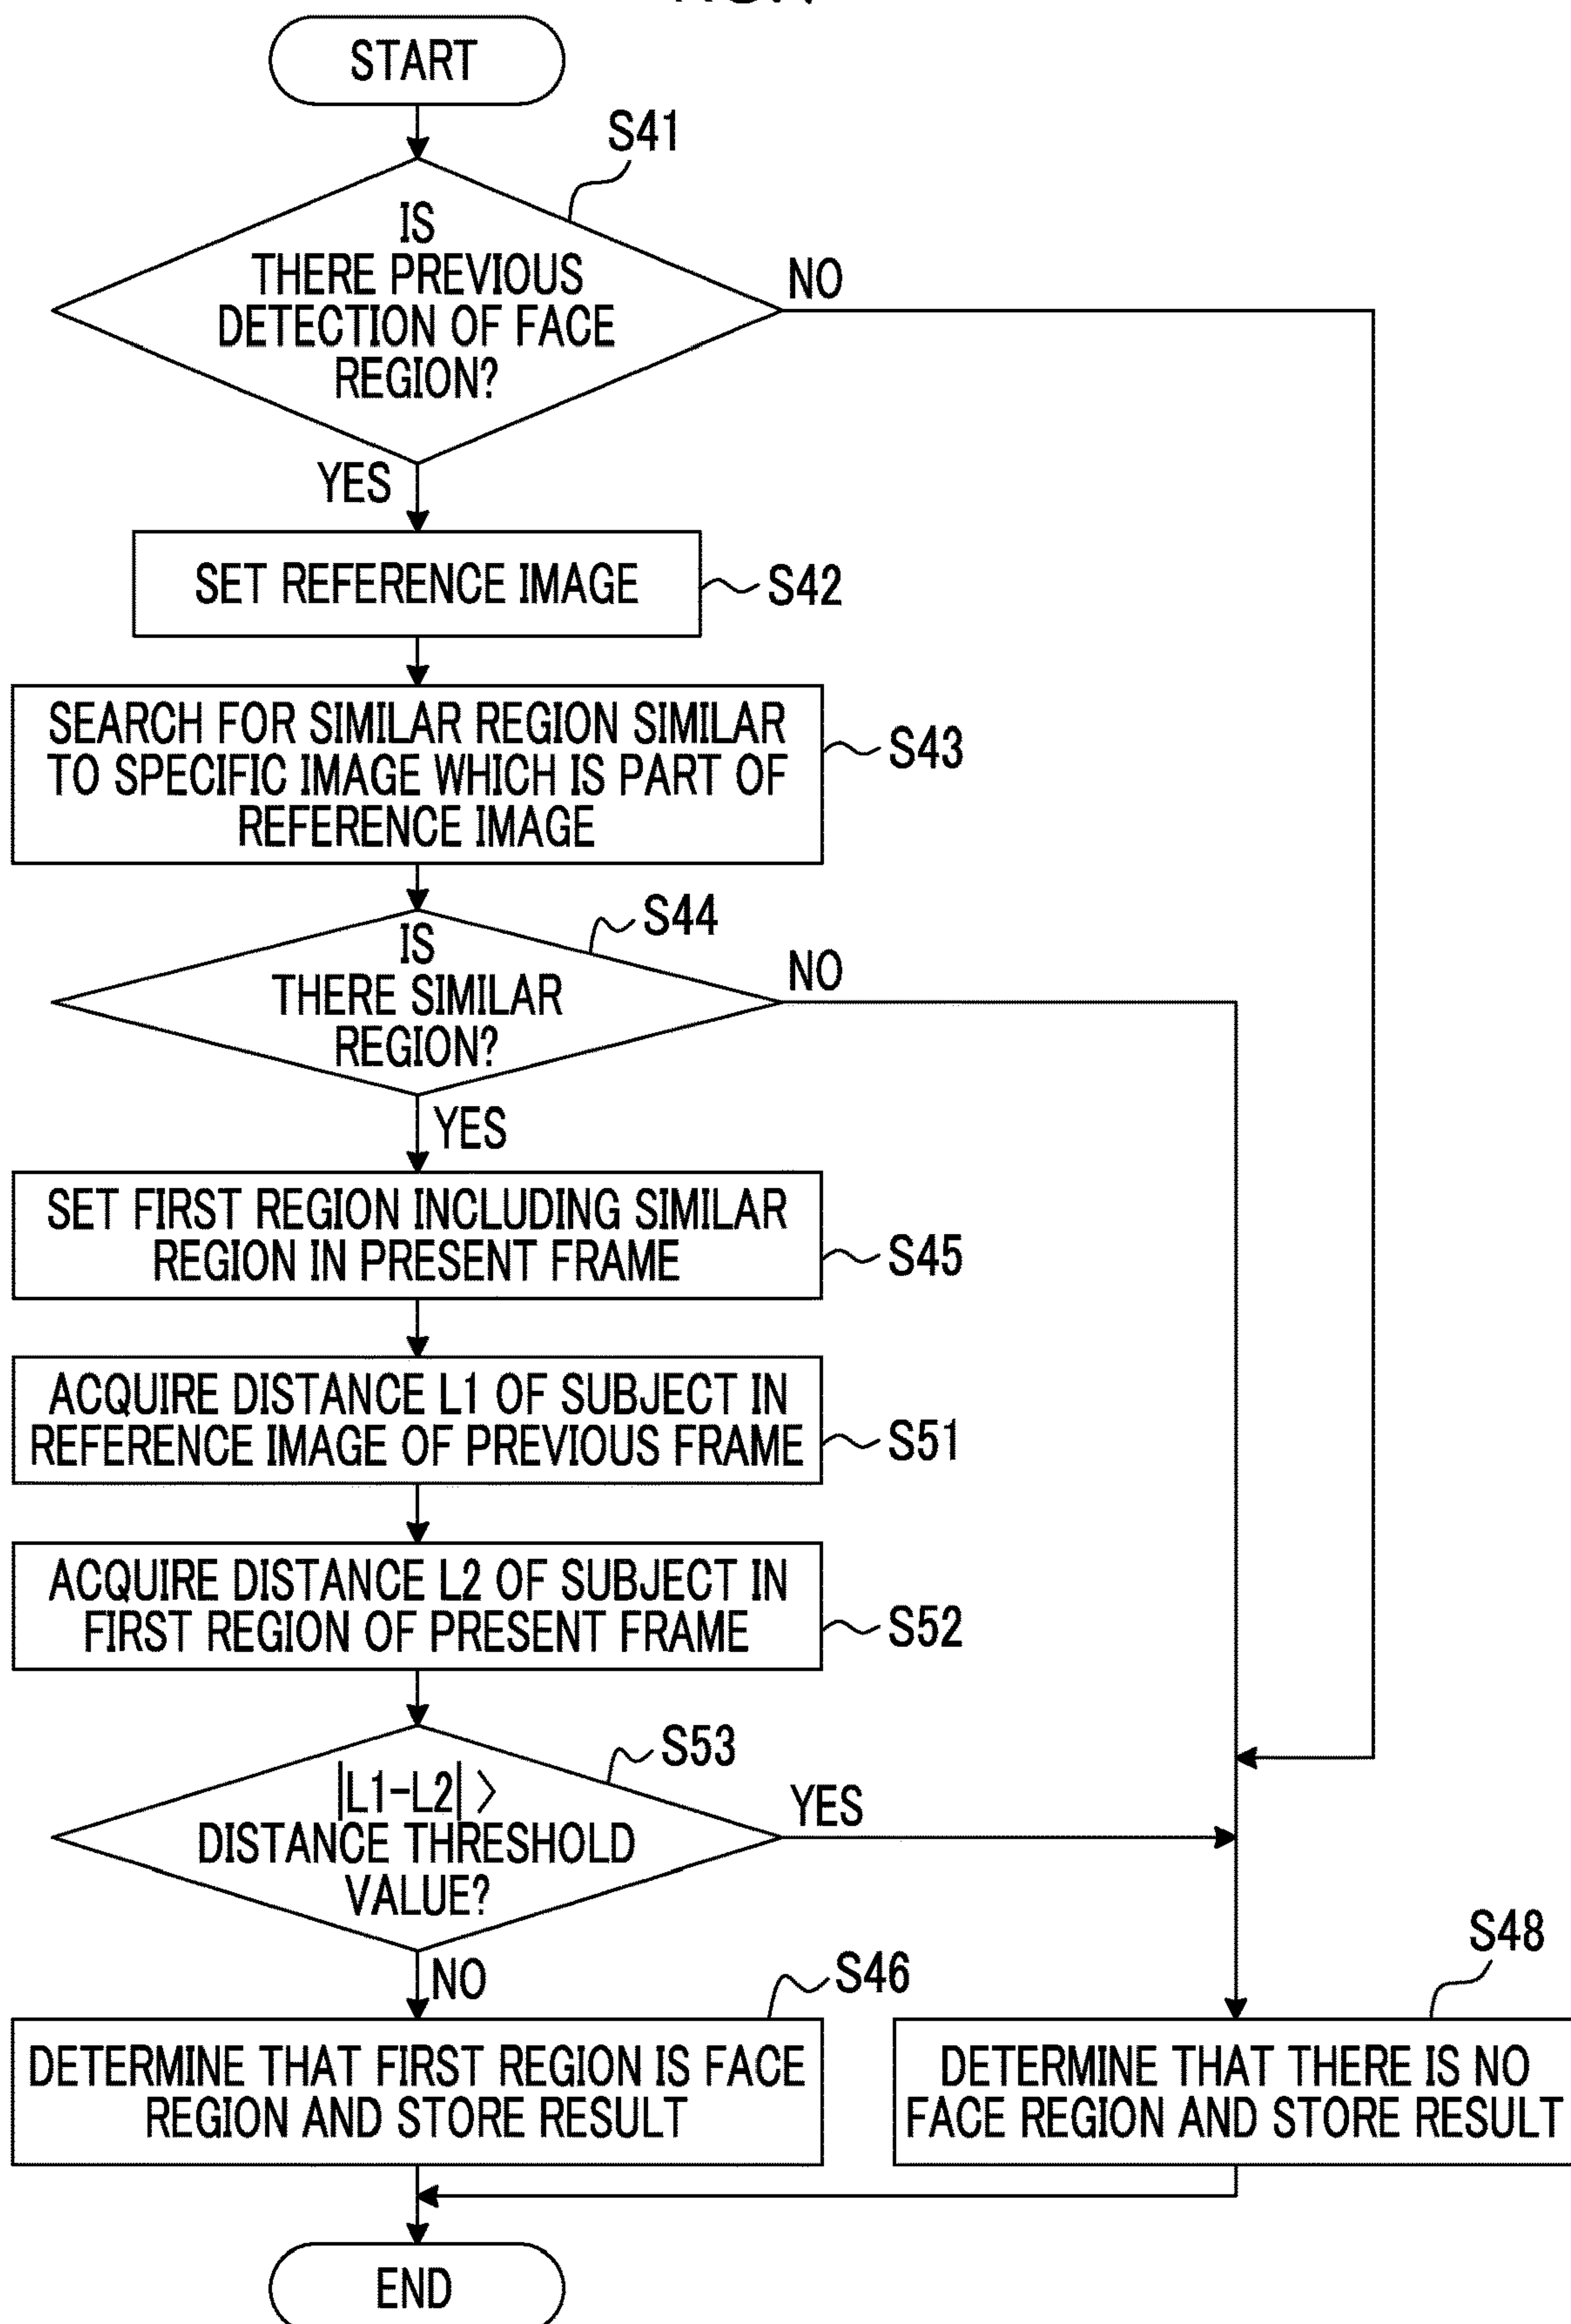 START
S41
IS
THERE PREVIOUS
DETECTION OF FACE
REGION?
NO
YES
SET REFERENCE IMAGE
S42
SEARCH FOR SIMILAR REGION SIMILAR
TO SPECIFIC IMAGE WHICH IS PART OF
REFERENCE IMAGE
S43
S44
IS
THERE SIMILAR
REGION?
NO
YES
SET FIRST REGION INCLUDING SIMILAR
REGION IN PRESENT FRAME
S45
ACQUIRE DISTANCE L1 OF SUBJECT IN
REFERENCE IMAGE OF PREVIOUS FRAME
S51
ACQUIRE DISTANCE L2 OF SUBJECT IN
FIRST REGION OF PRESENT FRAME
S52
S53
|L1-L2| >
DISTANCE THRESHOLD
VALUE?
YES
NO
S46
S48
DETERMINE THAT FIRST REGION IS FACE
REGION AND STORE RESULT
DETERMINE THAT THERE IS NO
FACE REGION AND STORE RESULT
END